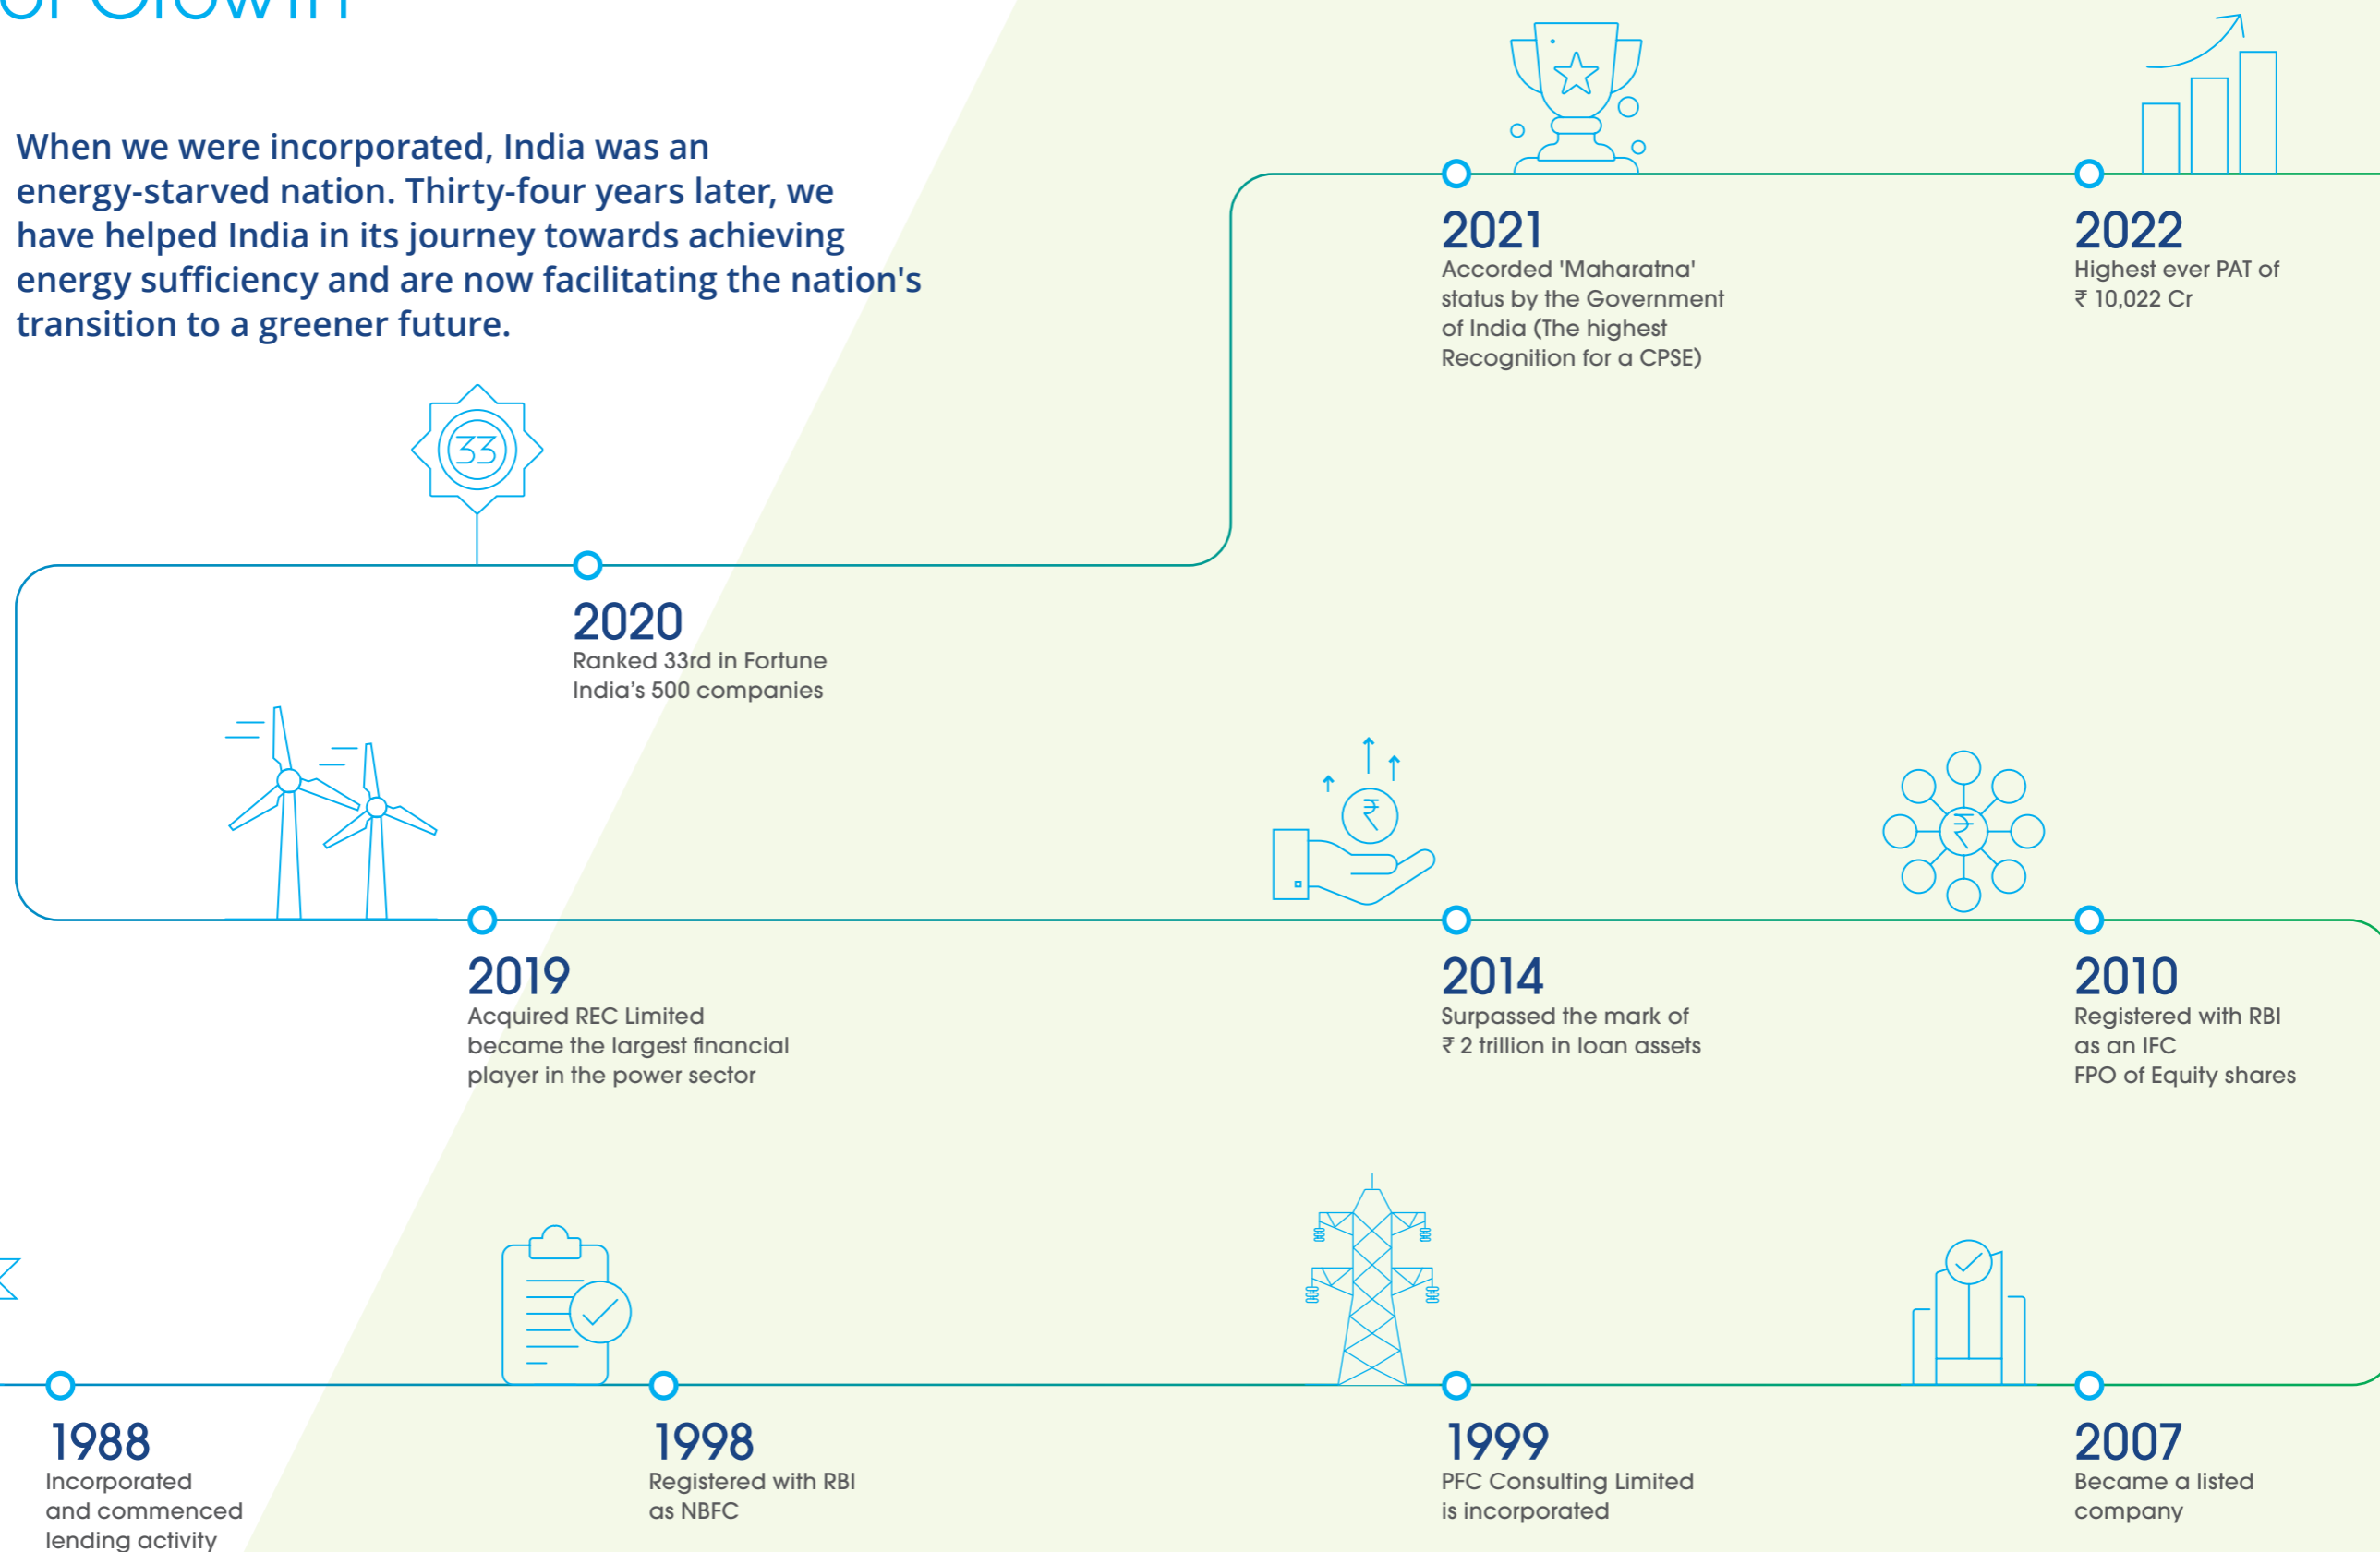 of Growth
When we were incorporated, India was an
energy-starved nation. Thirty-four years later, we
have helped India in its journey towards achieving
energy sufficiency and are now facilitating the nation's
transition to a greener future.
2021
Accorded 'Maharatna'
status by the Government
of India (The highest
Recognition for a CPSE)
2022
Highest ever PAT of
₹ 10,022 Cr
33
2020
Ranked 33rd in Fortune
India’s 500 companies
₹
₹
2019
Acquired REC Limited
became the largest financial
player in the power sector
2014
Surpassed the mark of
₹ 2 trillion in loan assets
2010
Registered with RBI
as an IFC
FPO of Equity shares
1988
Incorporated
and commenced
lending activity
1998
Registered with RBI
as NBFC
1999
PFC Consulting Limited
is incorporated
2007
Became a listed
company